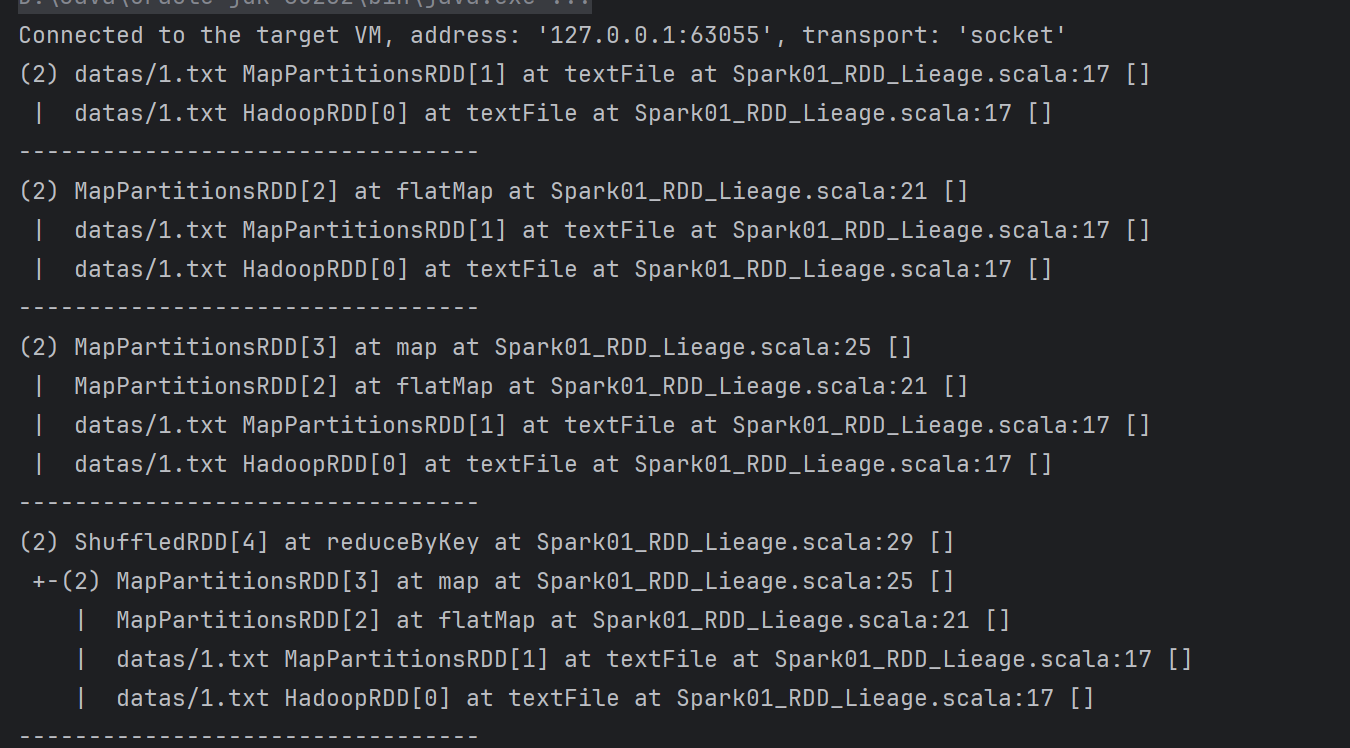 Connected to the target VM, address: '127.0.0.1:63055', transport: 'socket'
(2) datas/1.txt MapPartitionsRDD[1] at textFile at Spark01_RDD_Lieage.scala:17 []
 |  datas/1.txt HadoopRDD[0] at textFile at Spark01_RDD_Lieage.scala:17 []
---------------------------------
(2) MapPartitionsRDD[2] at flatMap at Spark01_RDD_Lieage.scala:21 []
 |  datas/1.txt MapPartitionsRDD[1] at textFile at Spark01_RDD_Lieage.scala:17 []
 |  datas/1.txt HadoopRDD[0] at textFile at Spark01_RDD_Lieage.scala:17 []
---------------------------------
(2) MapPartitionsRDD[3] at map at Spark01_RDD_Lieage.scala:25 []
 |  MapPartitionsRDD[2] at flatMap at Spark01_RDD_Lieage.scala:21 []
 |  datas/1.txt MapPartitionsRDD[1] at textFile at Spark01_RDD_Lieage.scala:17 []
 |  datas/1.txt HadoopRDD[0] at textFile at Spark01_RDD_Lieage.scala:17 []
---------------------------------
(2) ShuffledRDD[4] at reduceByKey at Spark01_RDD_Lieage.scala:29 []
 +-(2) MapPartitionsRDD[3] at map at Spark01_RDD_Lieage.scala:25 []
    |  MapPartitionsRDD[2] at flatMap at Spark01_RDD_Lieage.scala:21 []
    |  datas/1.txt MapPartitionsRDD[1] at textFile at Spark01_RDD_Lieage.scala:17 []
    |  datas/1.txt HadoopRDD[0] at textFile at Spark01_RDD_Lieage.scala:17 []
---------------------------------